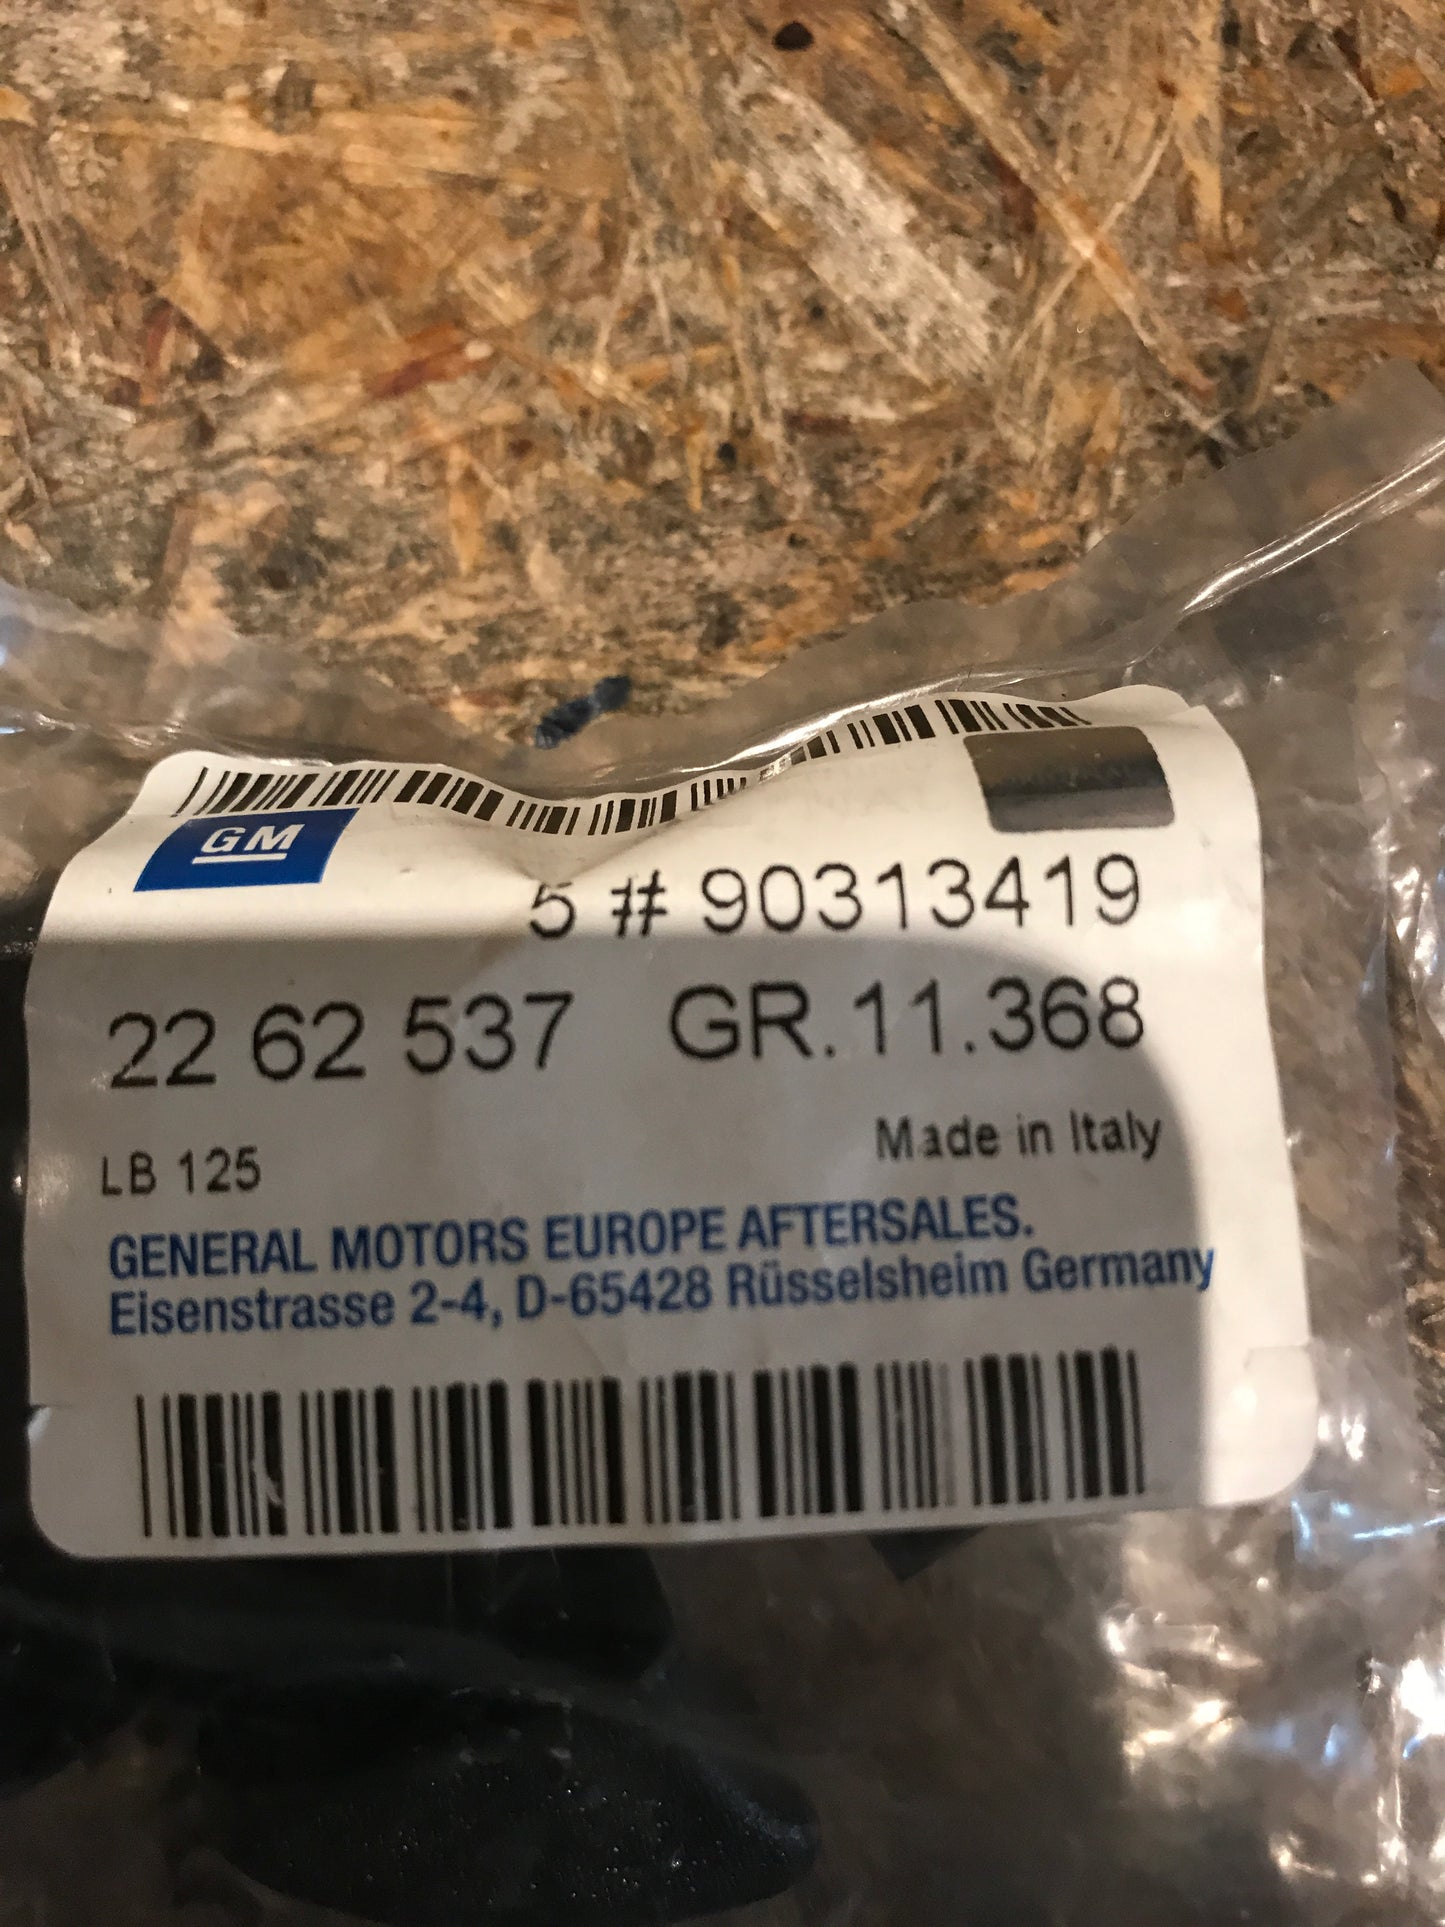 GM
5 # 90313419
22 62 537 GR.11.368
Made in Italy
LB 125
GENERAL MOTORS EUROPE AFTERSALES.
Eisenstrasse 2-4, D-65428 Rüsselsheim Germany